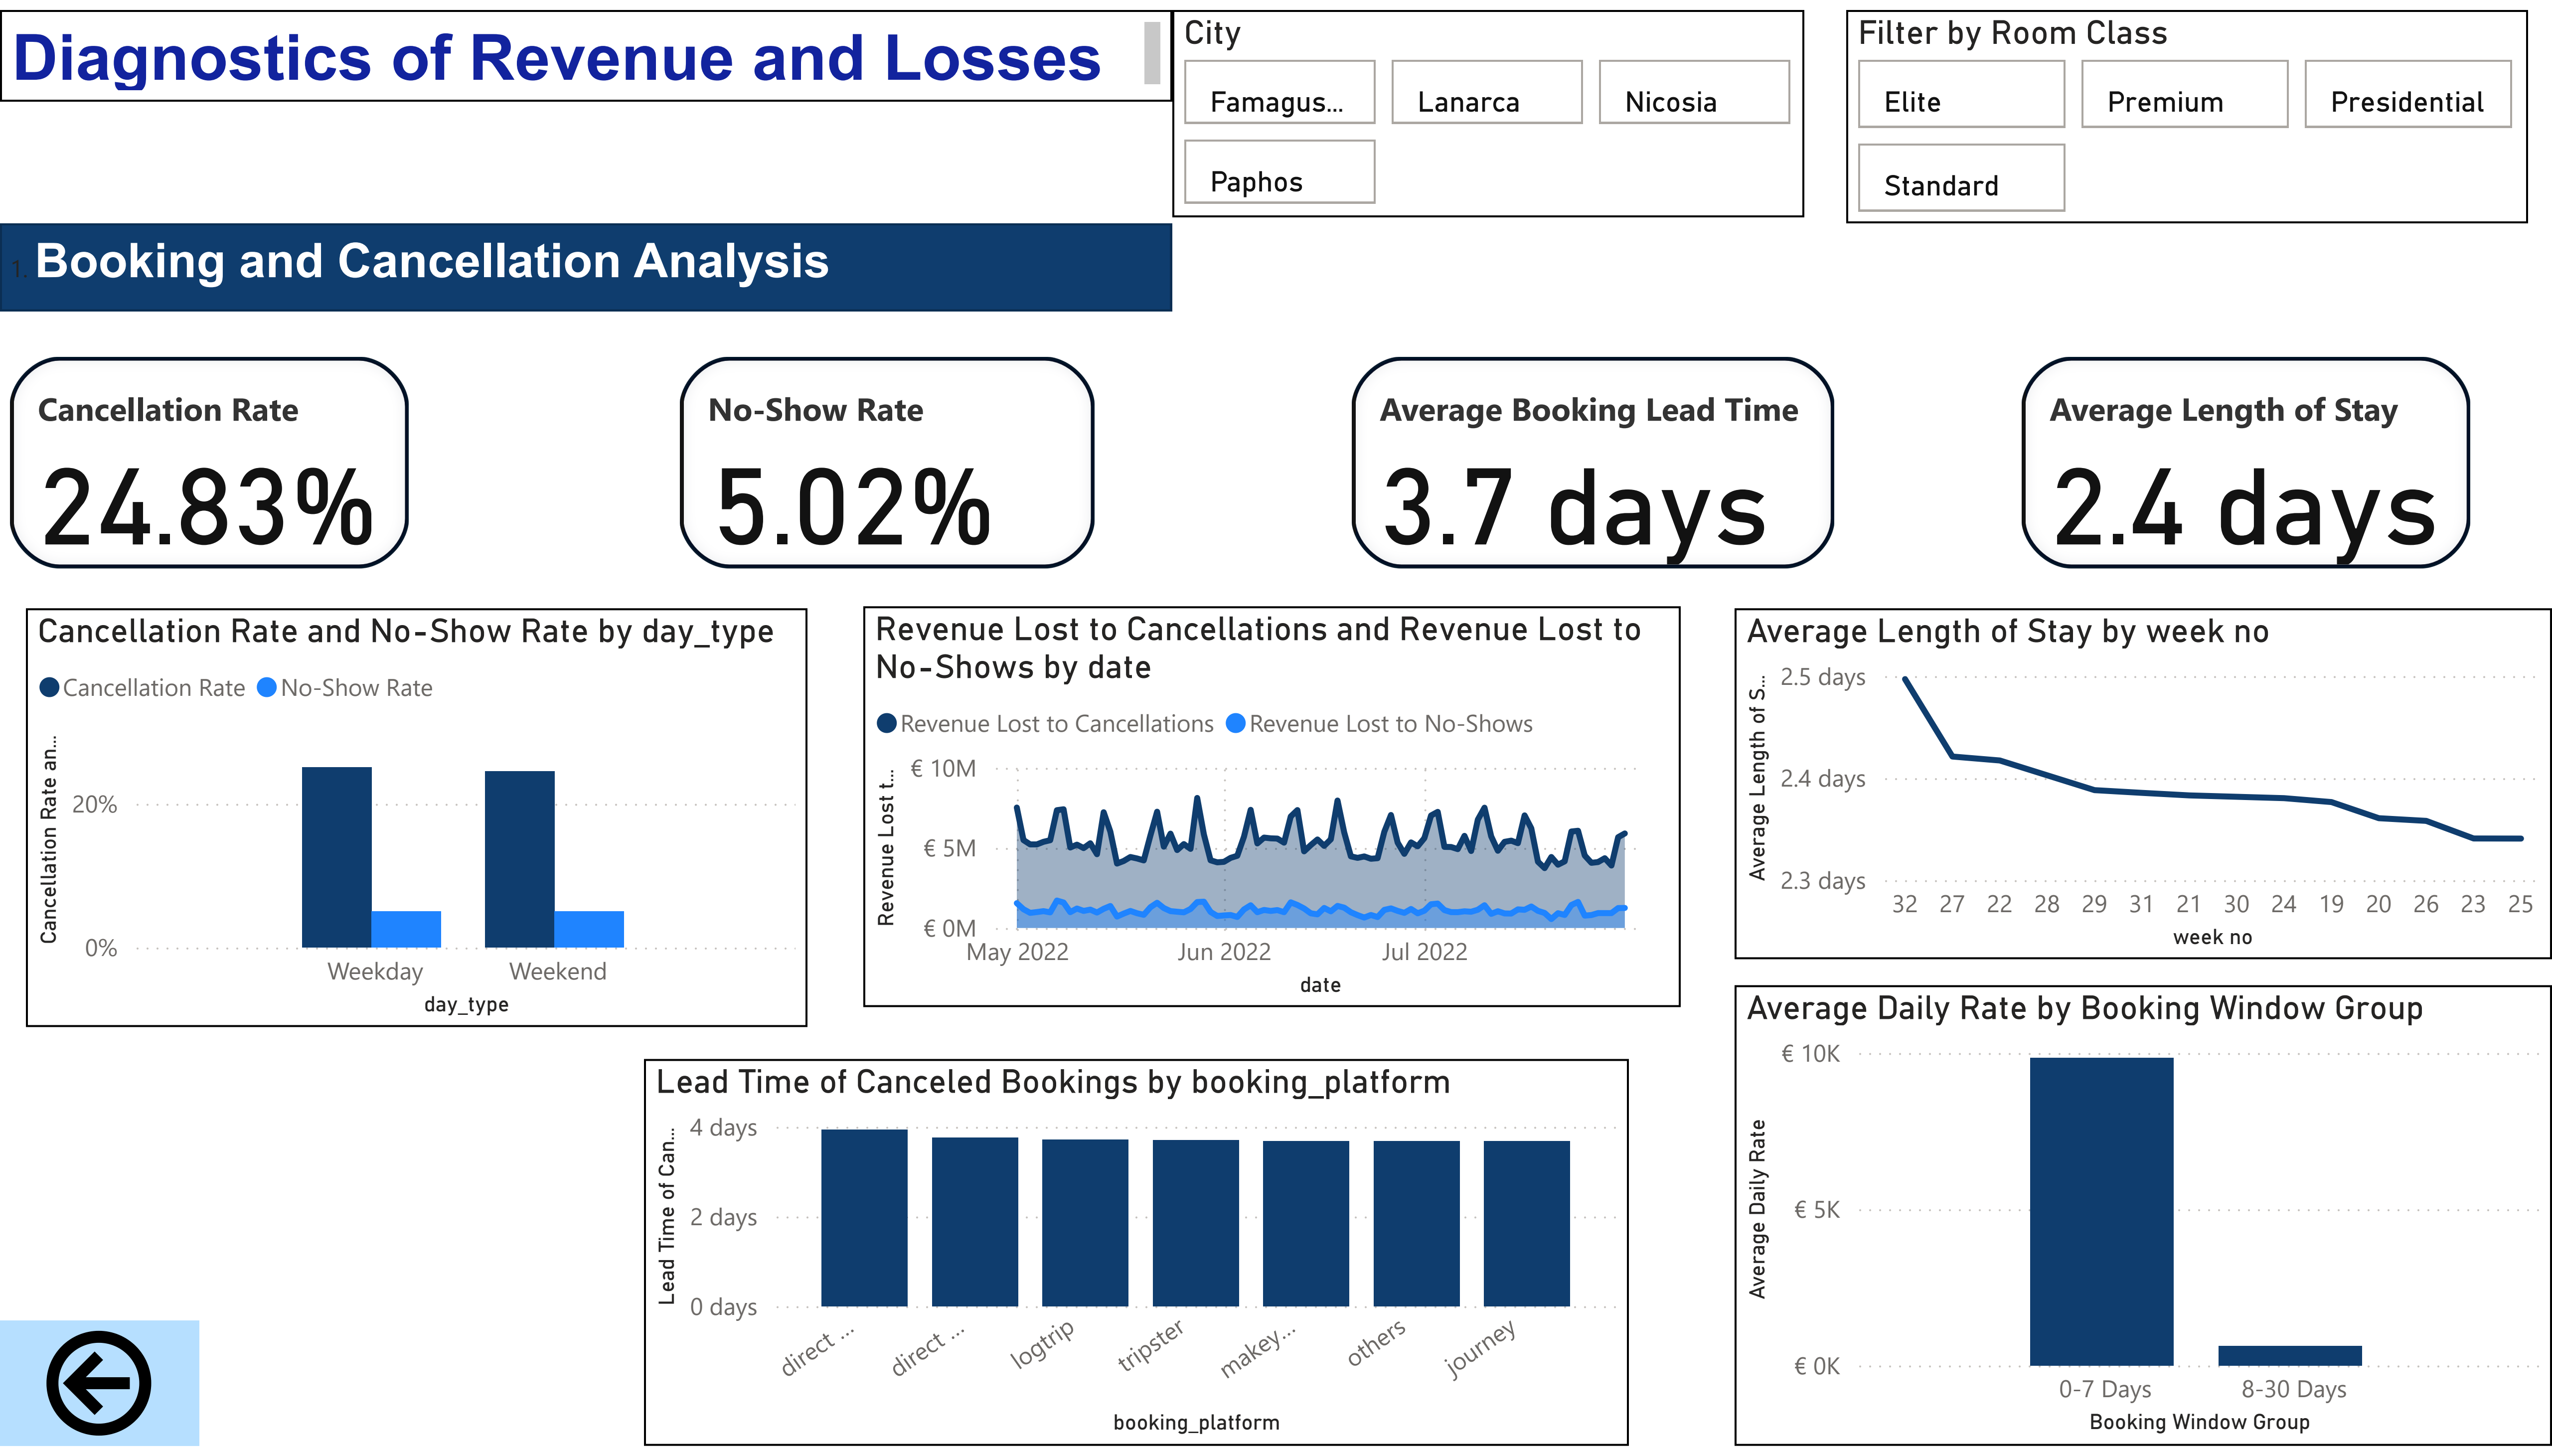 Diagnostics of Revenue and Losses
City
Famagus...
Lanarca
Nicosia
Paphos
Filter by Room Class
Elite
Premium
Presidential
Standard
1. Booking and Cancellation Analysis
Cancellation Rate
24.83%
No-Show Rate
5.02%
Average Booking Lead Time
3.7 days
Average Length of Stay
2.4 days
Cancellation Rate and No-Show Rate by day_type
Cancellation Rate No-Show Rate
Cancellation Rate an...
20%
0%
Weekday Weekend
day_type
Revenue Lost to Cancellations and Revenue Lost to
No-Shows by date
Revenue Lost to Cancellations Revenue Lost to No-Shows
Revenue Lost t...
€ 10M
€ 5M
€ 0M
May 2022 Jun 2022 Jul 2022
date
Average Length of Stay by week no
Average Length of S...
2.5 days
2.4 days
2.3 days
32 27 22 28 29 31 21 30 24 19 20 26 23 25
week no
Lead Time of Canceled Bookings by booking_platform
Lead Time of Can...
4 days
2 days
0 days
direct ... direct ... logtrip tripster makey... others journey
booking_platform
Average Daily Rate by Booking Window Group
Average Daily Rate
€ 10K
€ 5K
€ 0K
0-7 Days 8-30 Days
Booking Window Group